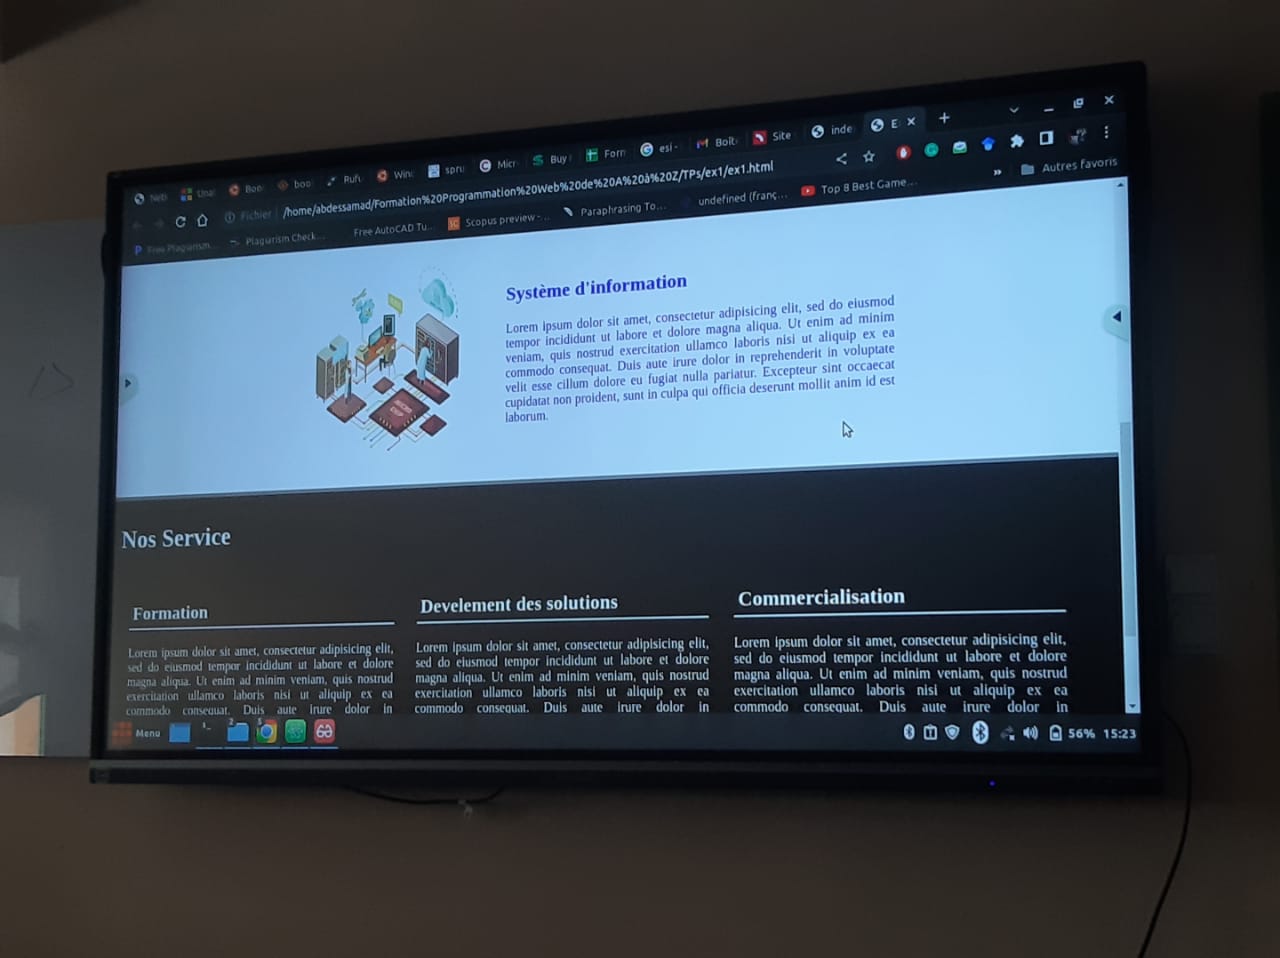 Neti
Una
Boo
boo
Rufu
Winc
spru
Micr
Buy
Forn
esi -
Boît
Site
inde
E
Fichier /home/abdessamad/Formation%20Programmation%20Web%20de%20A%20à%20Z/TPs/ex1/ex1.html
Free Plagiarism...
Plagiarism Check...
Free AutoCAD Tu...
Scopus preview -...
Paraphrasing To...
undefined (franç...
Top 8 Best Game...
Autres favoris
MICRO
CHIP
Système d'information
Lorem ipsum dolor sit amet, consectetur adipisicing elit, sed do eiusmod
tempor incididunt ut labore et dolore magna aliqua. Ut enim ad minim
veniam, quis nostrud exercitation ullamco laboris nisi ut aliquip ex ea
commodo consequat. Duis aute irure dolor in reprehenderit in voluptate
velit esse cillum dolore eu fugiat nulla pariatur. Excepteur sint occaecat
cupidatat non proident, sunt in culpa qui officia deserunt mollit anim id est
laborum.
Nos Service
Formation
Lorem ipsum dolor sit amet, consectetur adipisicing elit,
sed do eiusmod tempor incididunt ut labore et dolore
magna aliqua. Ut enim ad minim veniam, quis nostrud
exercitation ullamco laboris nisi ut aliquip ex ea
commodo consequat. Duis aute irure dolor in
Develement des solutions
Lorem ipsum dolor sit amet, consectetur adipisicing elit,
sed do eiusmod tempor incididunt ut labore et dolore
magna aliqua. Ut enim ad minim veniam, quis nostrud
exercitation ullamco laboris nisi ut aliquip ex ea
commodo consequat. Duis aute irure dolor in
Commercialisation
Lorem ipsum dolor sit amet, consectetur adipisicing elit,
sed do eiusmod tempor incididunt ut labore et dolore
magna aliqua. Ut enim ad minim veniam, quis nostrud
exercitation ullamco laboris nisi ut aliquip ex ea
commodo consequat. Duis aute irure dolor in
Menu
56% 15:23